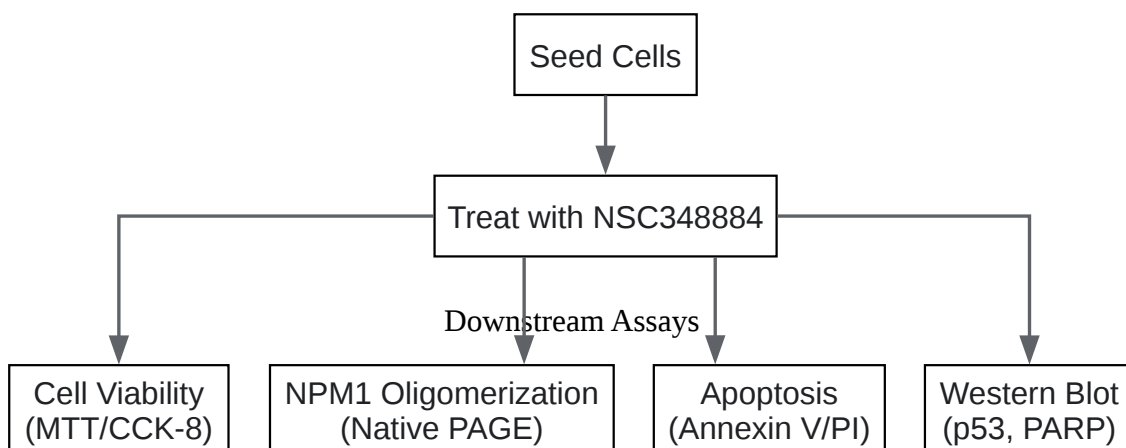 Seed Cells
Treat with NSC348884
Downstream Assays
Cell Viability
(MTT/CCK-8)
NPM1 Oligomerization
(Native PAGE)
Apoptosis
(Annexin V/PI)
Western Blot
(p53, PARP)